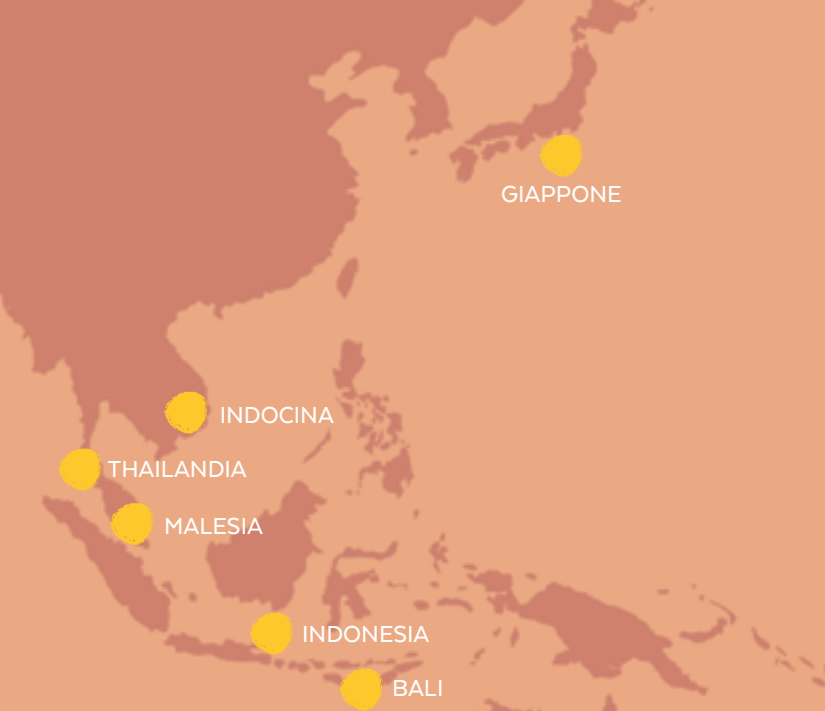 GIAPPONE
INDOCINA
THAILANDIA
MALESIA
INDONESIA
BALI